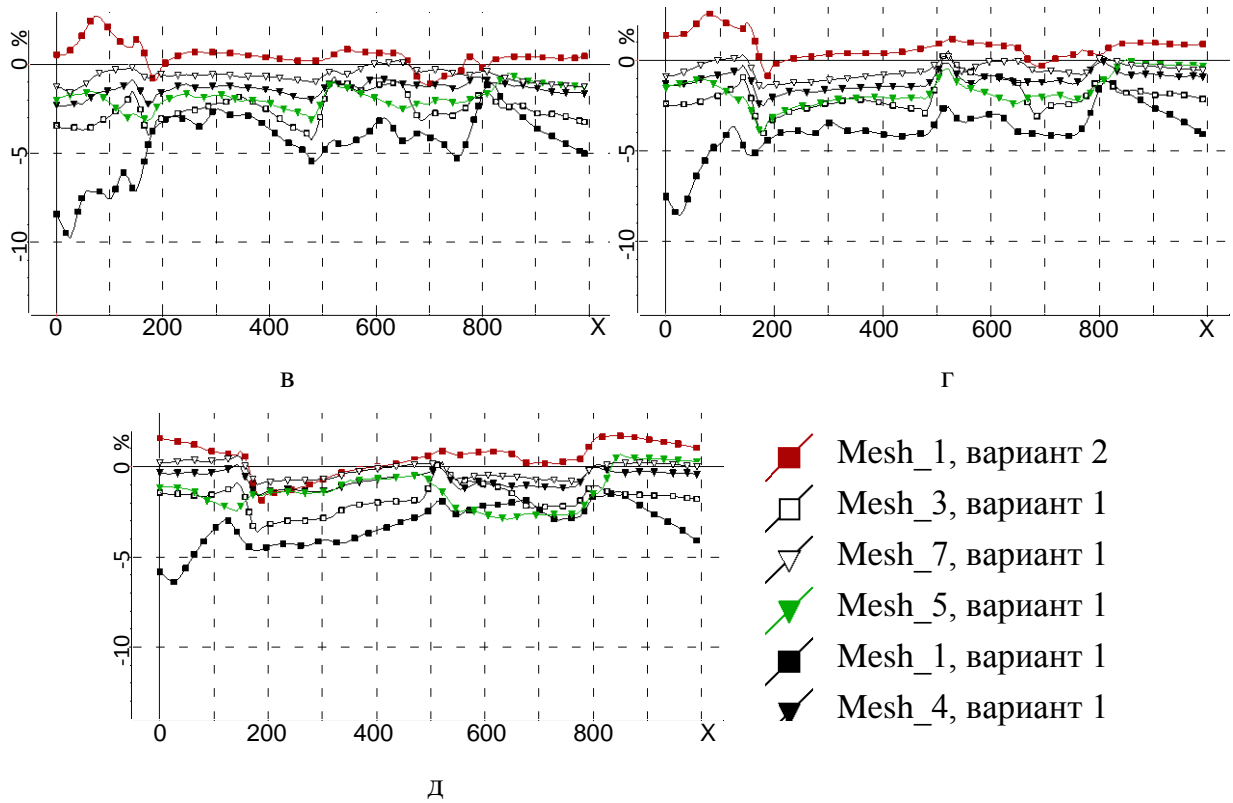 %
0
-5
-10
0 200 400 600 800 X
в
%
0
-5
-10
0 200 400 600 800 X
г
%
0
-5
-10
0 200 400 600 800 X
д
Mesh_1, вариант 2
Mesh_3, вариант 1
Mesh_7, вариант 1
Mesh_5, вариант 1
Mesh_1, вариант 1
Mesh_4, вариант 1